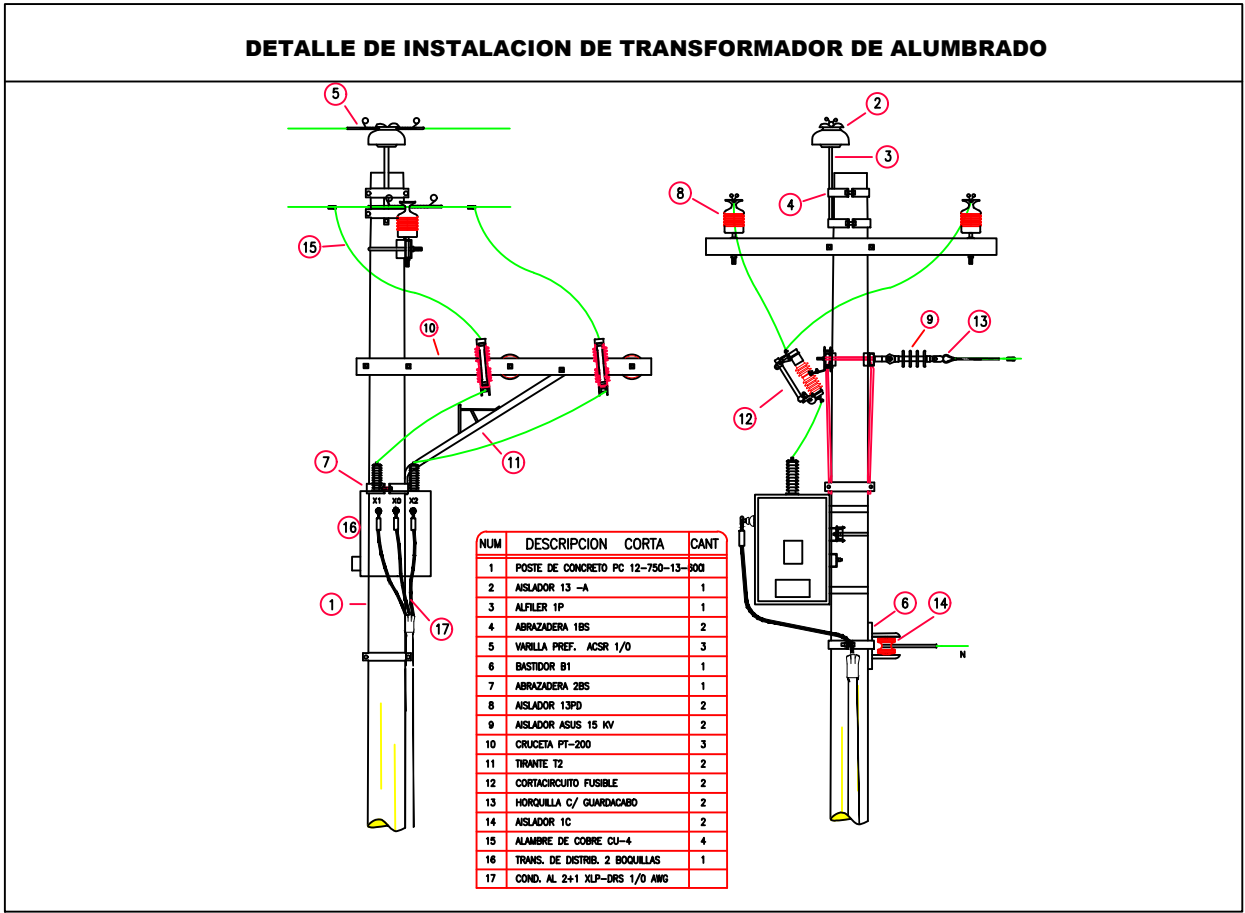 DETALLE DE INSTALACION DE TRANSFORMADOR DE ALUMBRADO
5
2
3
8
4
15
10
9
13
12
7
11
X1 X0 X2
16
1
17
6
14
N
NUM DESCRIPCION CORTA CANT
1 POSTE DE CONCRETO PC 12-750-13-600
2 AISLADOR 13 -A 1
3 ALFILER 1P 1
4 ABRAZADERA 1BS 2
5 VARILLA PREF. ACSR 1/0 3
6 BASTIDOR B1 1
7 ABRAZADERA 2BS 1
8 AISLADOR 13PD 2
9 AISLADOR ASUS 15 KV 2
10 CRUCETA PT-200 3
11 TIRANTE T2 2
12 CORTACIRCUITO FUSIBLE 2
13 HORQUILLA C/ GUARDACABO 2
14 AISLADOR 1C 2
15 ALAMBRE DE COBRE CU-4 4
16 TRANS. DE DISTRIB. 2 BOQUILLAS 1
17 COND. AL 2+1 XLP-DRS 1/0 AWG